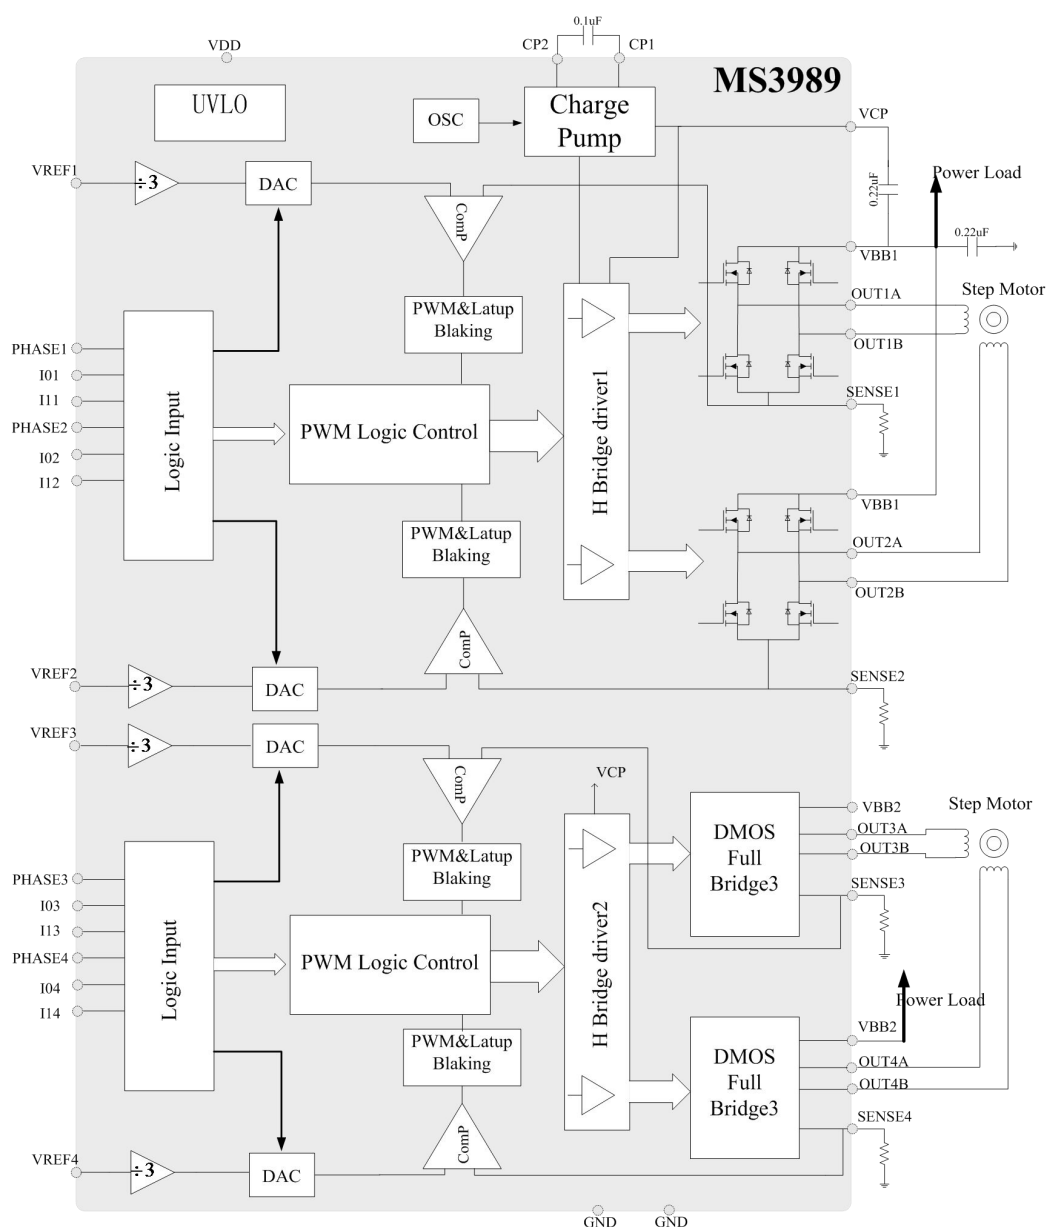 0.1uF
VDD
CP2
CP1
MS3989
UVLO
OSC
Charge
Pump
VCP
VREF1
÷3
DAC
ComP
0.22uF
Power Load
0.22uF
VBB1
PWM&Latup
Blaking
OUT1A
Step Motor
PHASE1
OUT1B
I01
I11
SENSE1
PHASE2
Logic Input
PWM Logic Control
H Bridge driver1
I02
I12
VBB1
PWM&Latup
Blaking
OUT2A
OUT2B
ComP
VREF2
÷3
DAC
SENSE2
VREF3
÷3
DAC
ComP
VCP
VBB2
Step Motor
DMOS
Full
Bridge3
OUT3A
OUT3B
PWM&Latup
Blaking
PHASE3
SENSE3
I03
I13
PHASE4
Logic Input
PWM Logic Control
H Bridge driver2
I04
I14
Power Load
VBB2
PWM&Latup
Blaking
DMOS
Full
Bridge3
OUT4A
OUT4B
SENSE4
ComP
VREF4
÷3
DAC
GND
GND